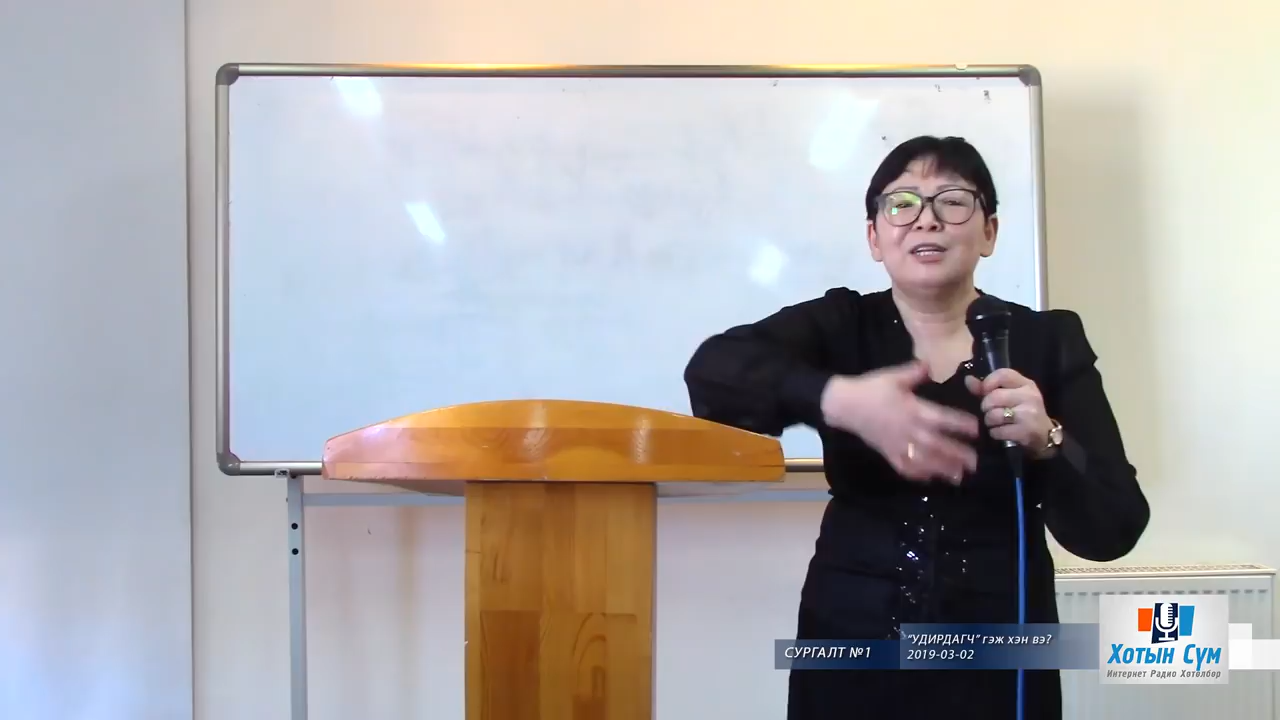 СУРГАЛТ №1
"УДИРДАГЧ" гэж хэн вэ?
2019-03-02
Хотын Сүм
Интернет Радио Хөтөлбөр